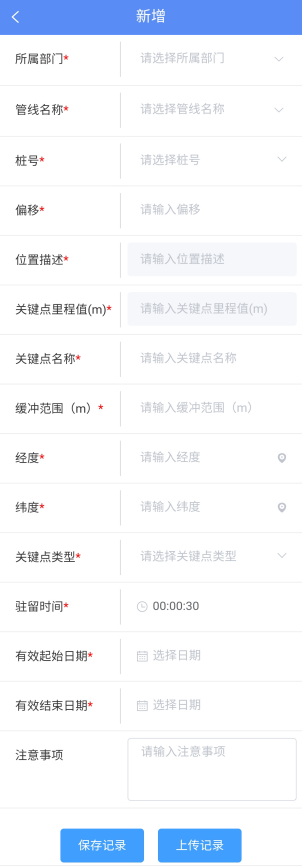 新增
所属部门* 请选择所属部门
管线名称* 请选择管线名称
桩号* 请选择桩号
偏移* 请输入偏移
位置描述* 请输入位置描述
关键点里程值(m)* 请输入关键点里程值(m)
关键点名称* 请输入关键点名称
缓冲范围（m）* 请输入缓冲范围（m）
经度* 请输入经度
纬度* 请输入纬度
关键点类型* 请选择关键点类型
驻留时间* 00:00:30
有效起始日期* 选择日期
有效结束日期* 选择日期
注意事项 请输入注意事项
保存记录 上传记录